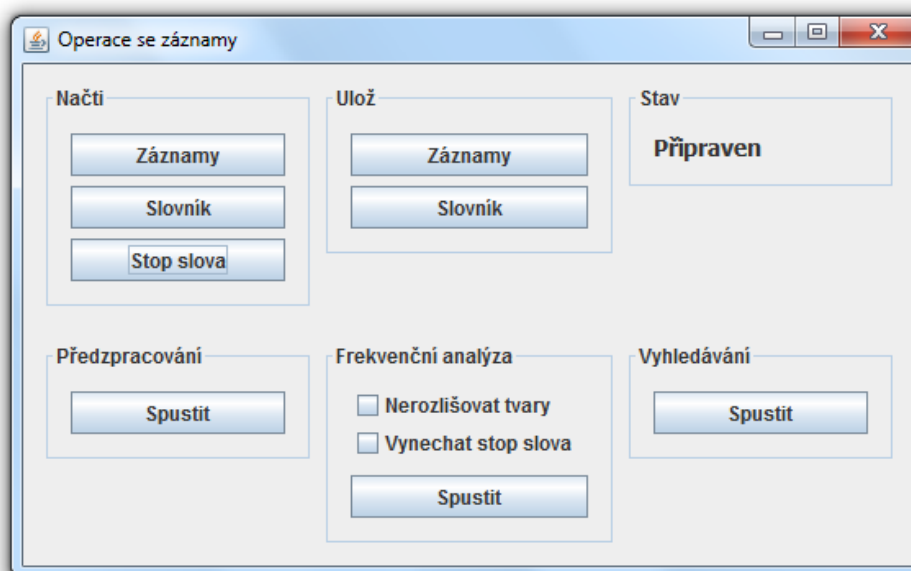 Operace se záznamy
Načti
Záznamy
Slovník
Stop slova
Ulož
Záznamy
Slovník
Stav
Připraven
Předzpracování
Spustit
Frekvenční analýza
Nerozlišovat tvary
Vynechat stop slova
Spustit
Vyhledávání
Spustit